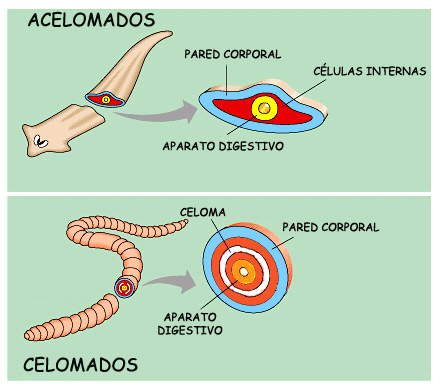 ACELOMADOS
PARED CORPORAL
CÉLULAS INTERNAS
APARATO DIGESTIVO
CELOMA
PARED CORPORAL
APARATO
DIGESTIVO
CELOMADOS